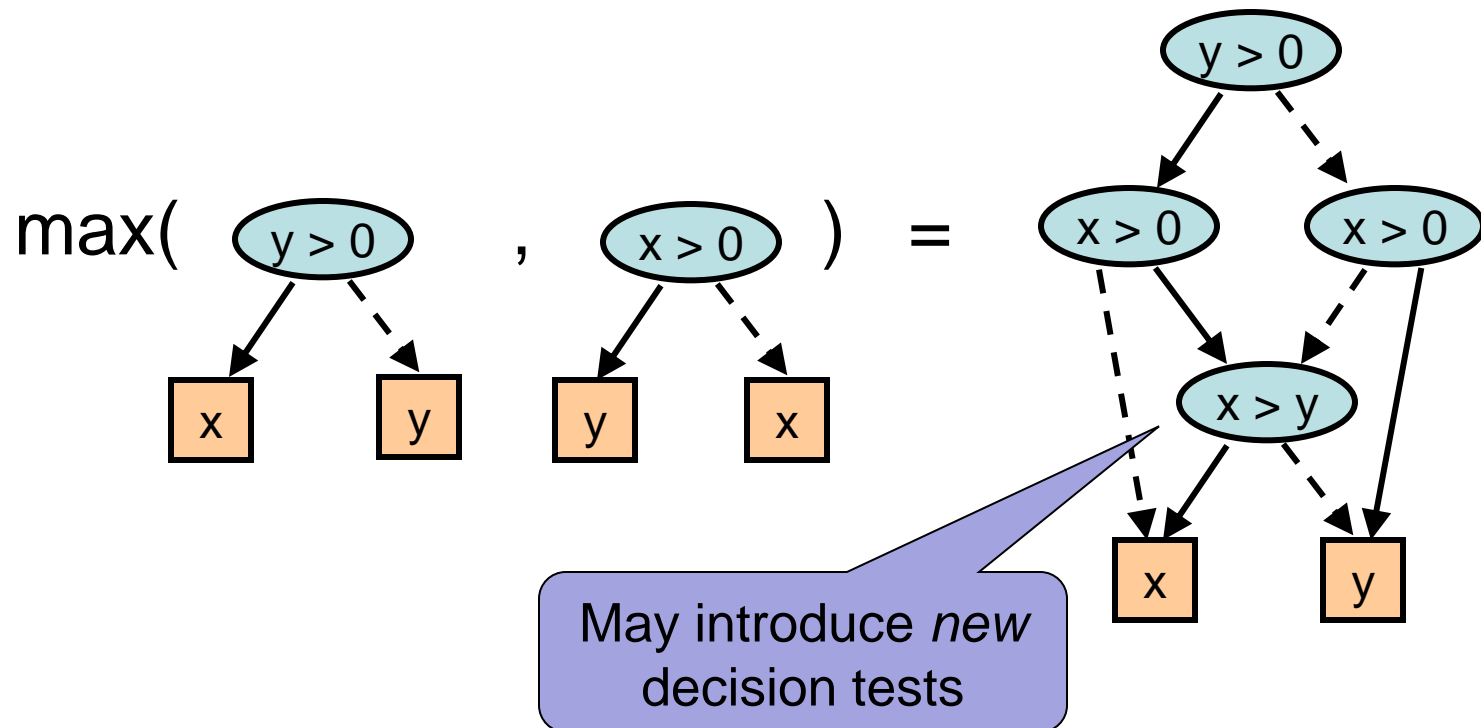 y > 0
max( y > 0 , x > 0 ) = x > 0 x > 0
x y y x
x > y
x y
May introduce new
decision tests